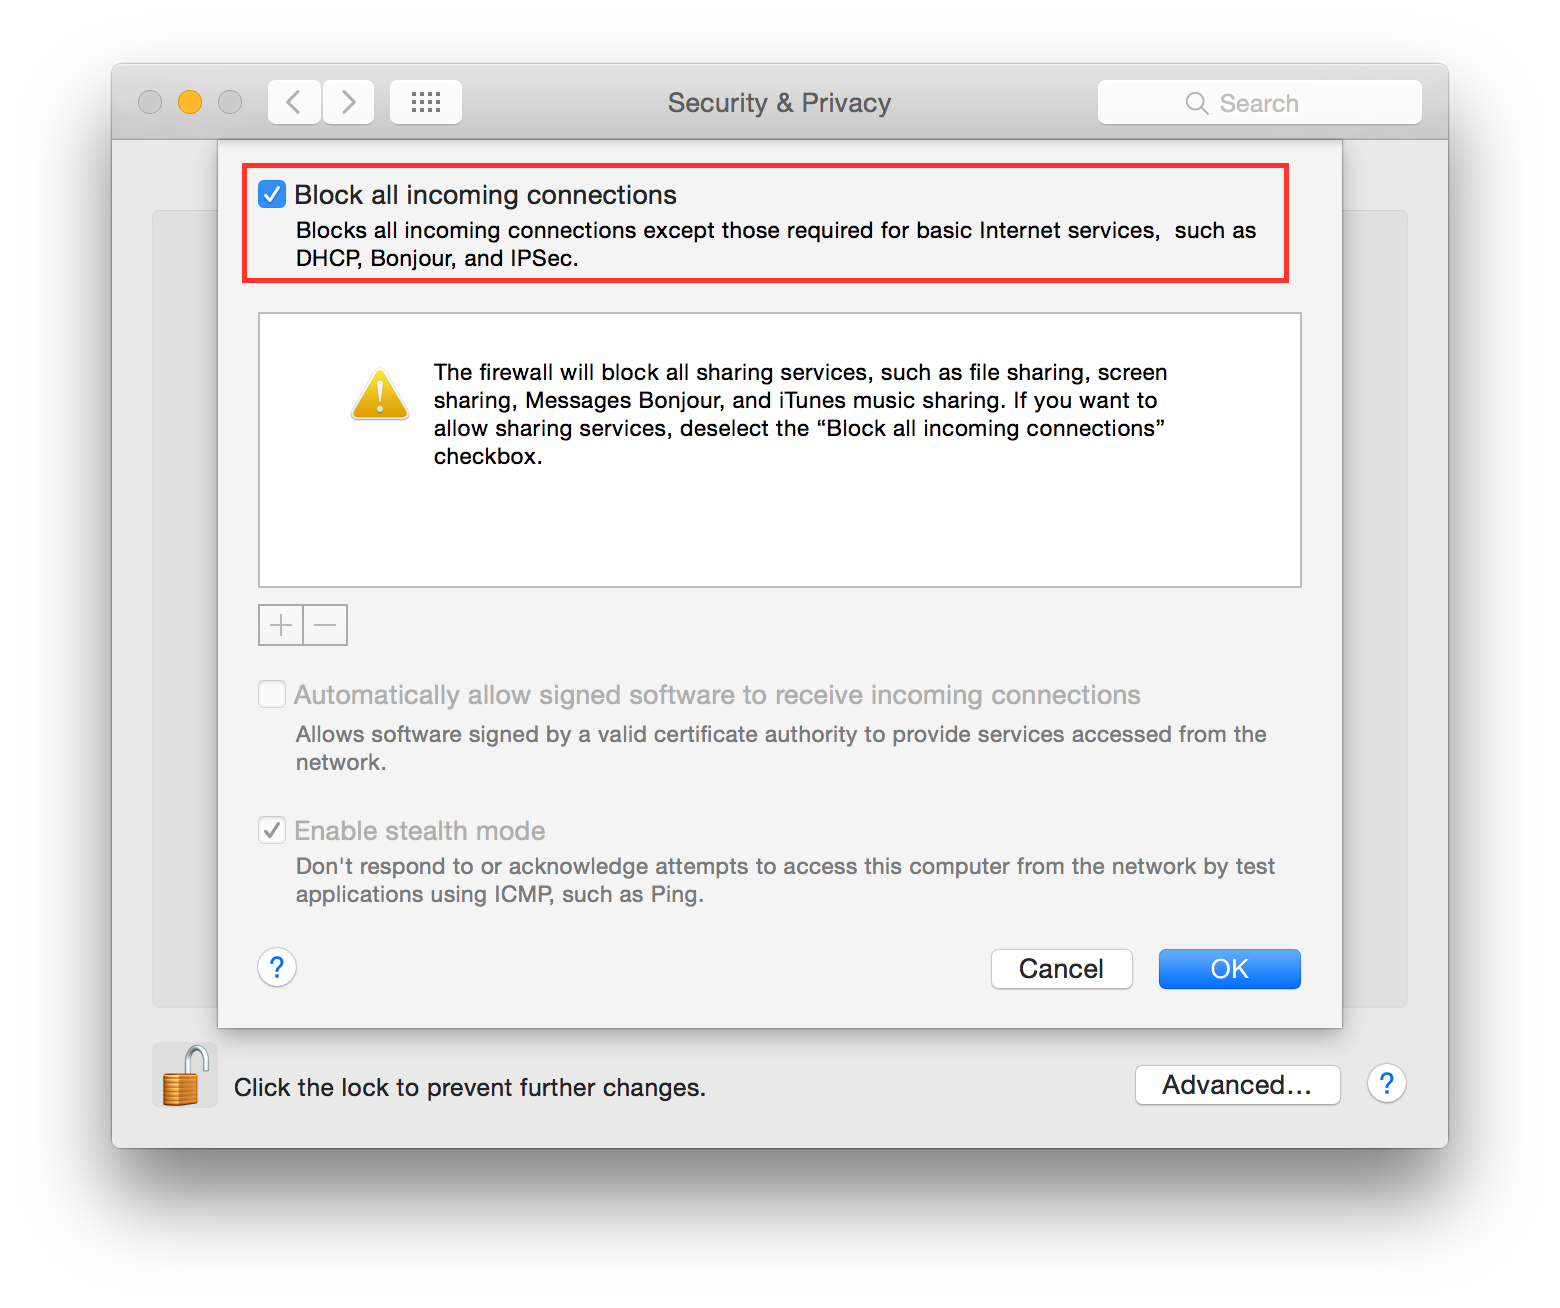 Security & Privacy
Search
Block all incoming connections
Blocks all incoming connections except those required for basic Internet services,  such as
DHCP, Bonjour, and IPSec.
The firewall will block all sharing services, such as file sharing, screen
sharing, Messages Bonjour, and iTunes music sharing. If you want to
allow sharing services, deselect the “Block all incoming connections”
checkbox.
Automatically allow signed software to receive incoming connections
Allows software signed by a valid certificate authority to provide services accessed from the
network.
Enable stealth mode
Don't respond to or acknowledge attempts to access this computer from the network by test
applications using ICMP, such as Ping.
?
Cancel
OK
Click the lock to prevent further changes.
Advanced...
?